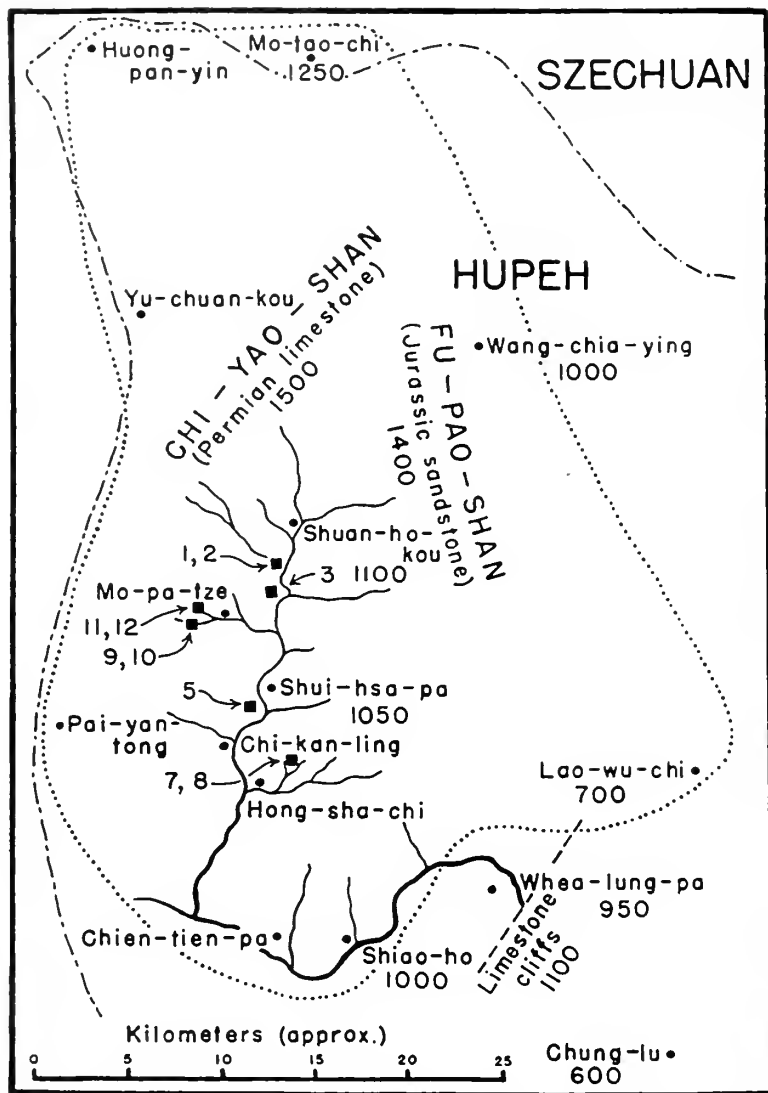 Huong-
pan-yin
Mo-tao-chi
1250
SZECHUAN
HUPEH
Yu-chuan-kou
CHI-YAO-SHAN
(Permian limestone)
1500
FU-PAO-SHAN
(Jurassic sandstone)
1400
Wang-chia-ying
1000
Shuan-ho-
kou
1,2
3 1100
Mo-pa-tze
11,12
9,10
5
Shui-hsa-pa
1050
Pai-yan-
tong
Chi-kan-ling
7,8
Hong-sha-chi
Lao-wu-chi
700
Whea-lung-pa
950
Limestone
cliffs
1100
Chien-tien-pa
Shiao-ho
1000
Kilometers (approx.)
0 5 10 15 20 25
Chung-lu
600